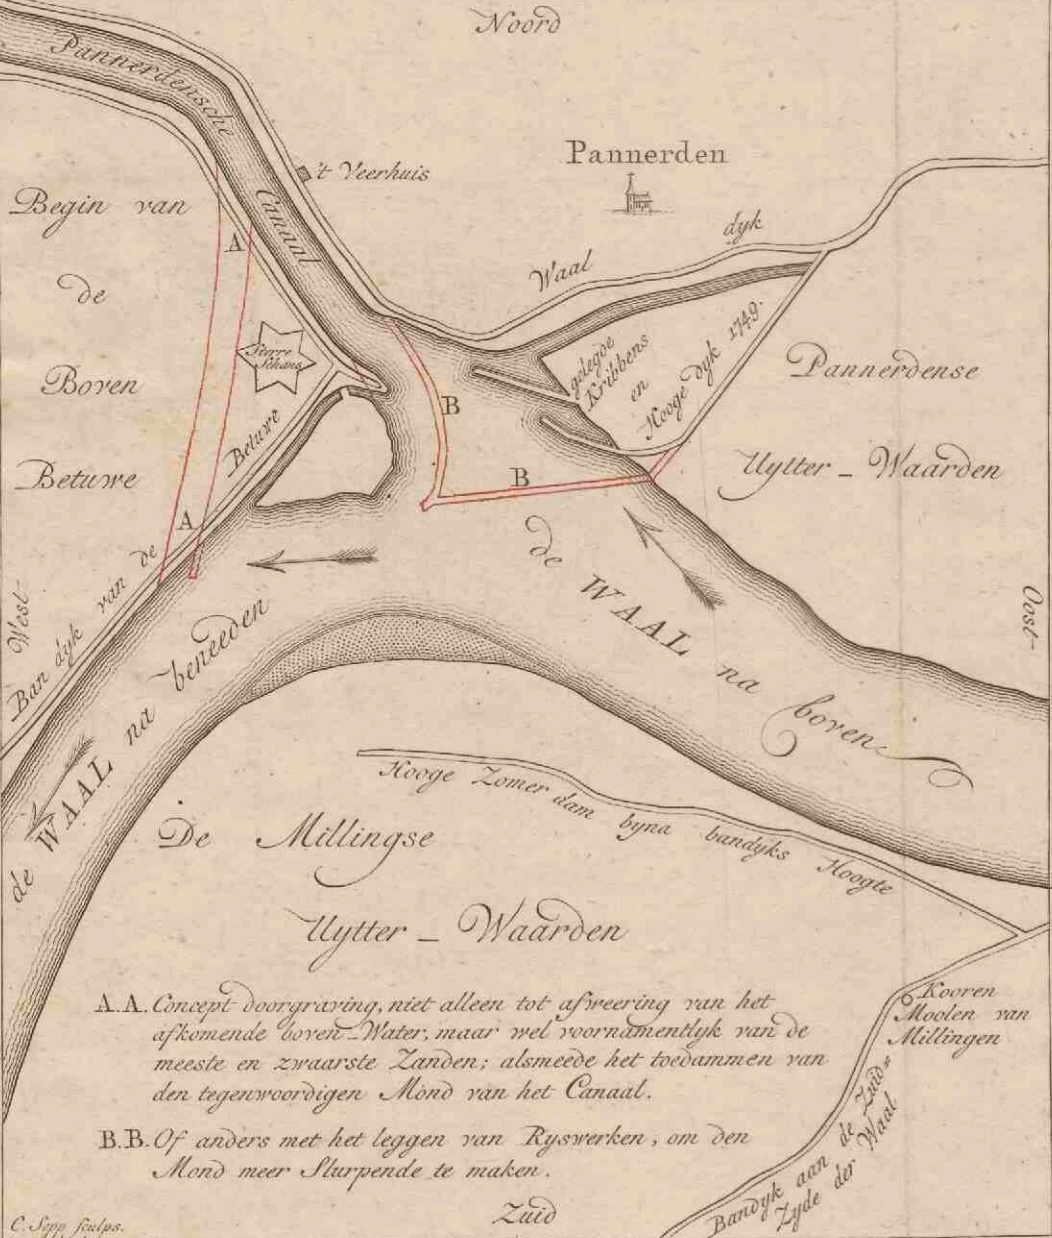 Noord
Pannerdensche
Canaal
't Veerhuis
Pannerden
Waal dyk
Begin van
de
Boven
Betuwe
A
Sterre
Schans
A
B
B
gelegde
Kribbens
en
Hooge dyk 1749.
Pannerdense
Uytter _ Waarden
West
Oost
Ban dyk van de Betuwe
de WAAL na boven
de WAAL na beneeden
Hooge Zomer dam byna bandyks Hoogte
De Millingse
Uytter _ Waarden
Kooren
Moolen van
Millingen
Bandyk aan de Zuid=
Zyde der Waal
A.A. Concept doorgraving, niet alleen tot afweering van het
afkomende boven-Water, maar wel voornamentlyk van de
meeste en zwaarste Zanden; alsmeede het toedammen van
den tegenwoordigen Mond van het Canaal.
B.B. Of anders met het leggen van Ryswerken, om den
Mond meer Slurpende te maken.
Zuid
C. Sepp sculps.